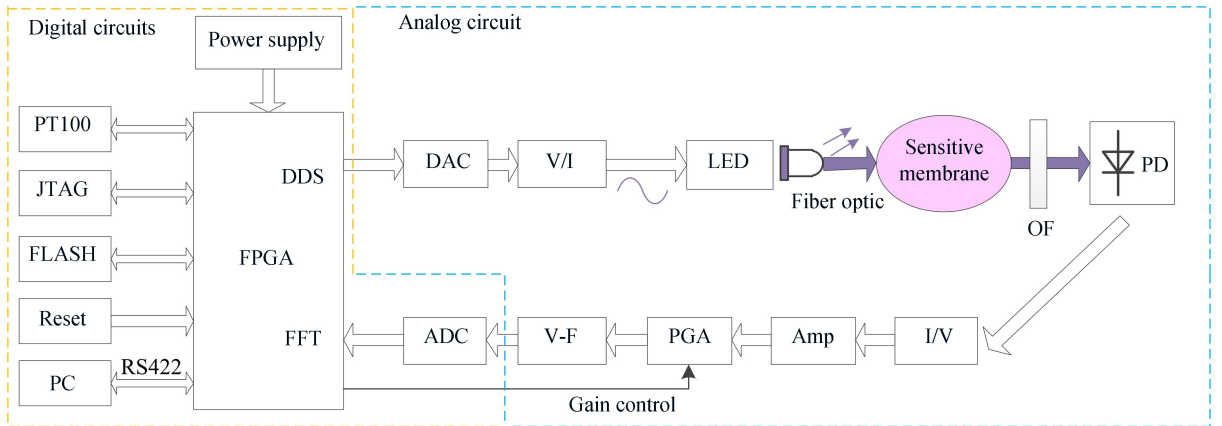 Digital circuits
Analog circuit
Power supply
PT100
JTAG
FLASH
Reset
PC
RS422
DDS
FPGA
FFT
DAC
V/I
LED
Fiber optic
Sensitive
membrane
OF
PD
ADC
V-F
PGA
Amp
I/V
Gain control